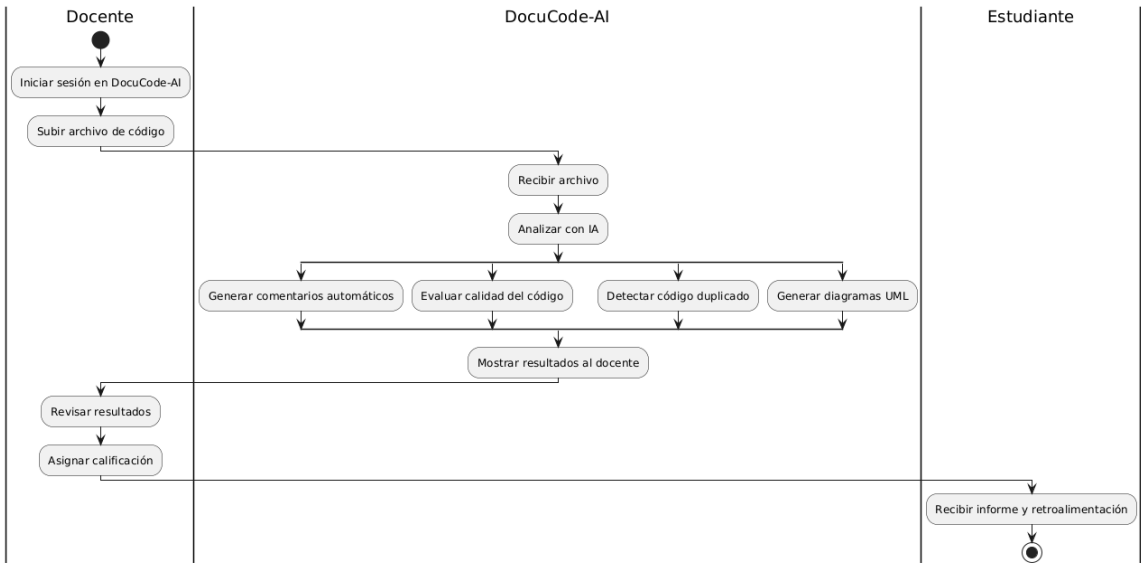 Docente
DocuCode-AI
Estudiante
Iniciar sesión en DocuCode-AI
Subir archivo de código
Recibir archivo
Analizar con IA
Generar comentarios automáticos
Evaluar calidad del código
Detectar código duplicado
Generar diagramas UML
Mostrar resultados al docente
Revisar resultados
Asignar calificación
Recibir informe y retroalimentación